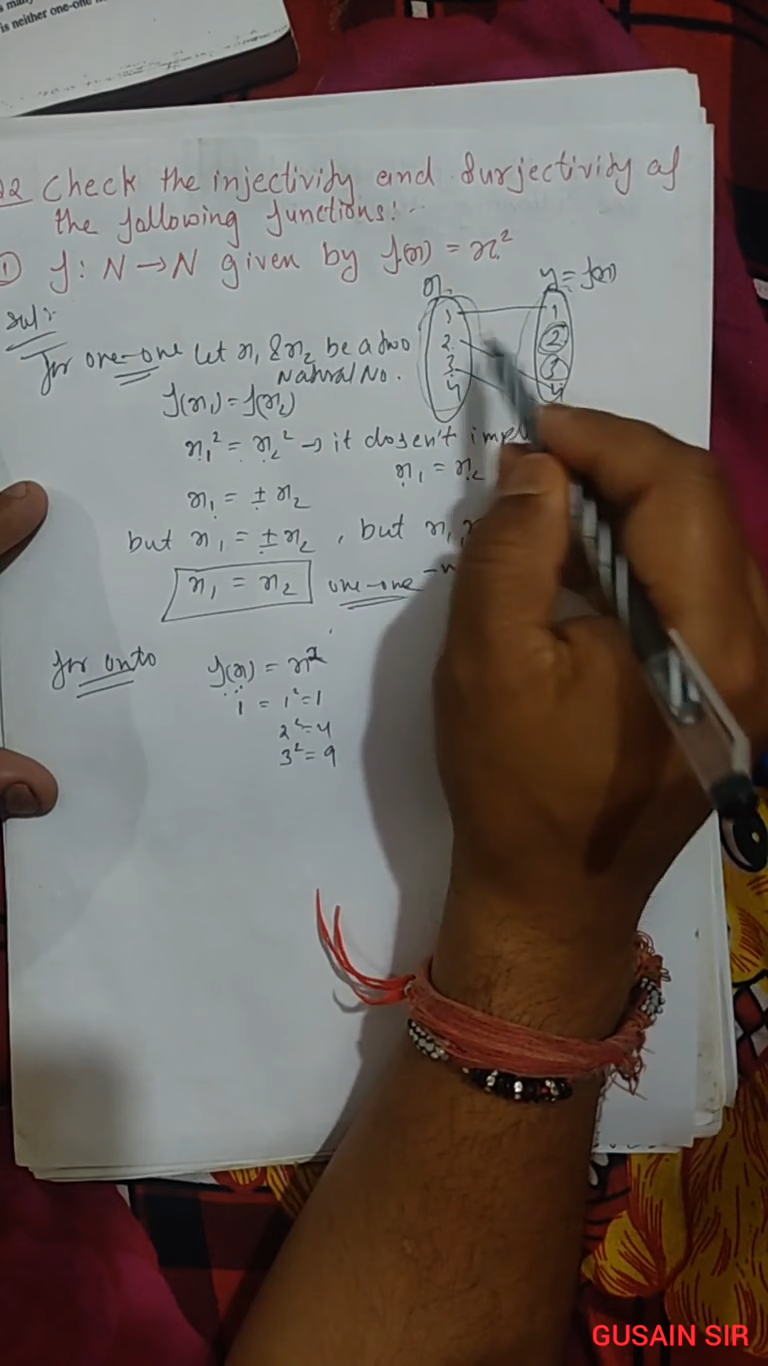 is neither one-one
Q2 Check the injectivity and Surjectivity of
the following functions:-
① f: N→N given by f(x) = x²
Sol:-
for one-one let x₁ & x₂ be a two
Natural No.
f(x₁) = f(x₂)
x₁² = x₂² → it dosen't
x₁ = x₂
x₁ = ± x₂
but x₁ = ± x₂ , but x₁
x₁ = x₂ one-one
x
y = f(x)
1 1
2 2
3 3
4 4
for onto f(x) = x²
1 = 1² = 1
2² = 4
3² = 9
GUSAIN SIR